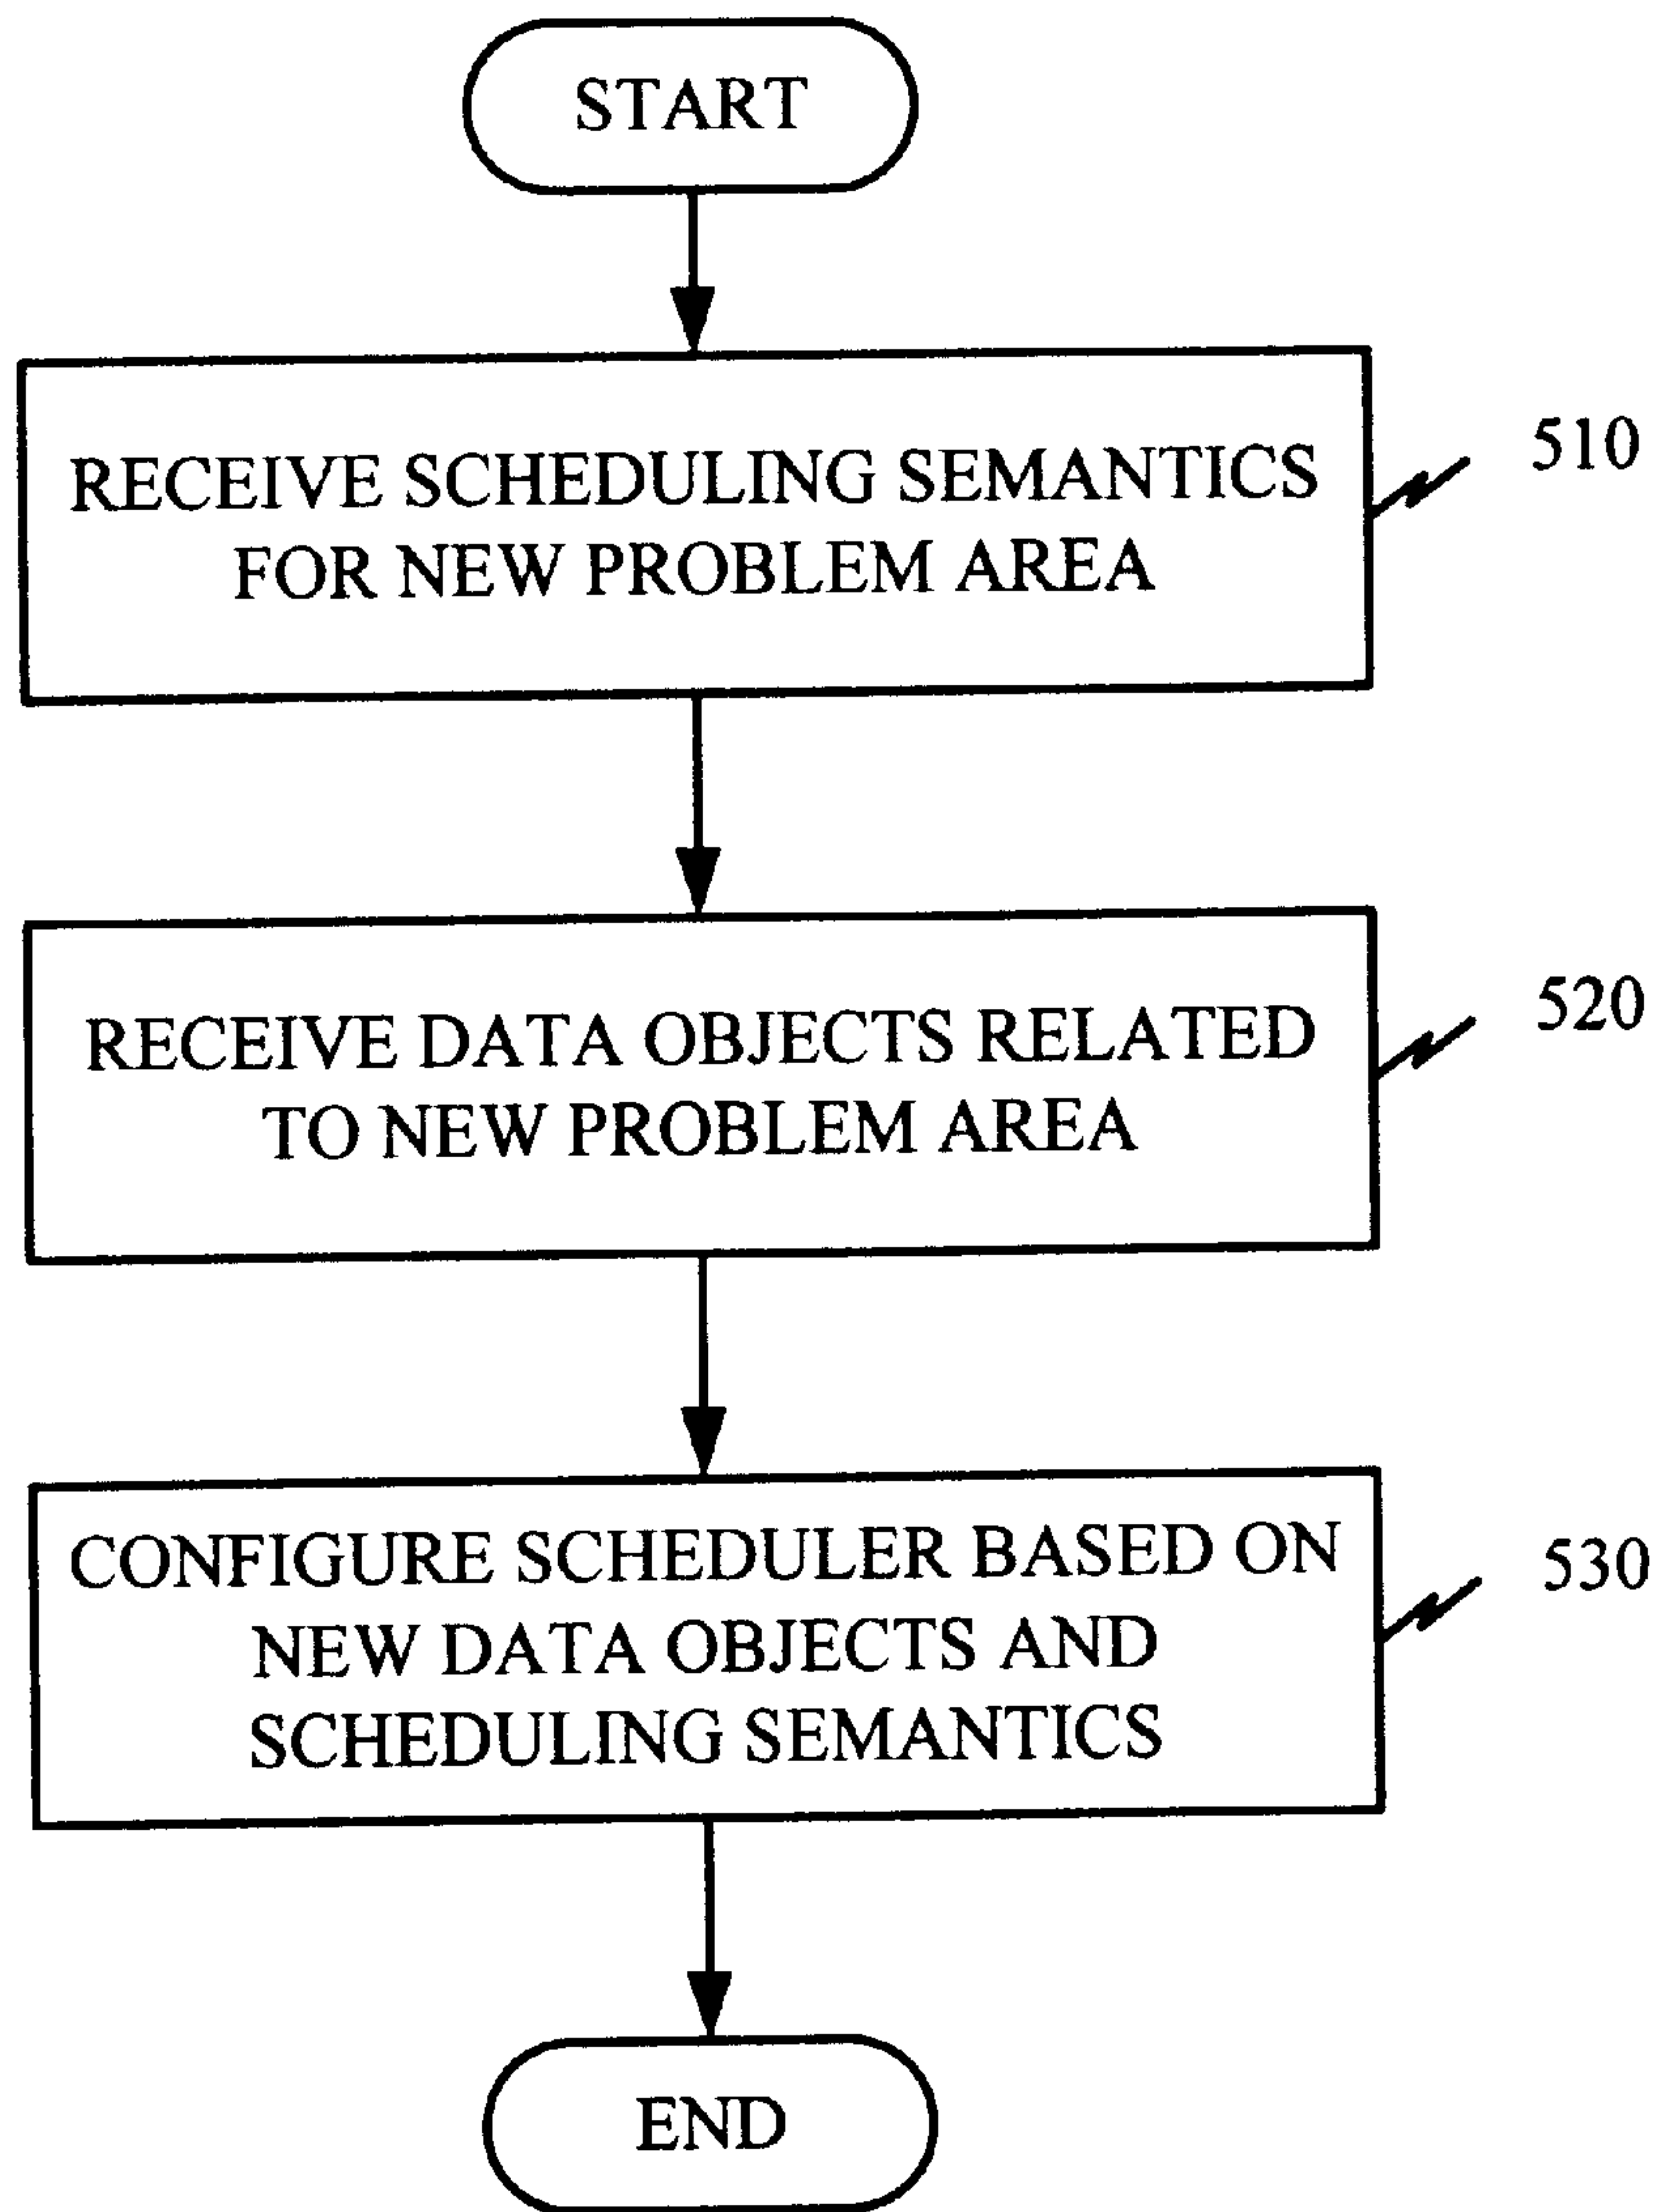 START
RECEIVE SCHEDULING SEMANTICS
FOR NEW PROBLEM AREA
510
RECEIVE DATA OBJECTS RELATED
TO NEW PROBLEM AREA
520
CONFIGURE SCHEDULER BASED ON
NEW DATA OBJECTS AND
SCHEDULING SEMANTICS
530
END